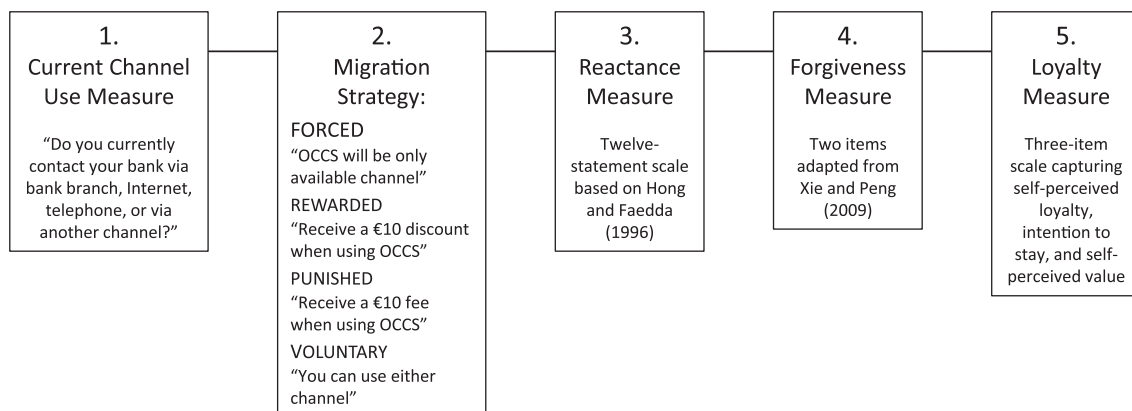 1.
Current Channel
Use Measure
“Do you currently
contact your bank via
bank branch, Internet,
telephone, or via
another channel?”
2.
Migration
Strategy:
FORCED
“OCCS will be only
available channel”
REWARDED
“Receive a €10 discount
when using OCCS”
PUNISHED
“Receive a €10 fee
when using OCCS”
VOLUNTARY
“You can use either
channel”
3.
Reactance
Measure
Twelve-
statement scale
based on Hong
and Faedda
(1996)
4.
Forgiveness
Measure
Two items
adapted from
Xie and Peng
(2009)
5.
Loyalty
Measure
Three-item
scale capturing
self-perceived
loyalty,
intention to
stay, and self-
perceived value